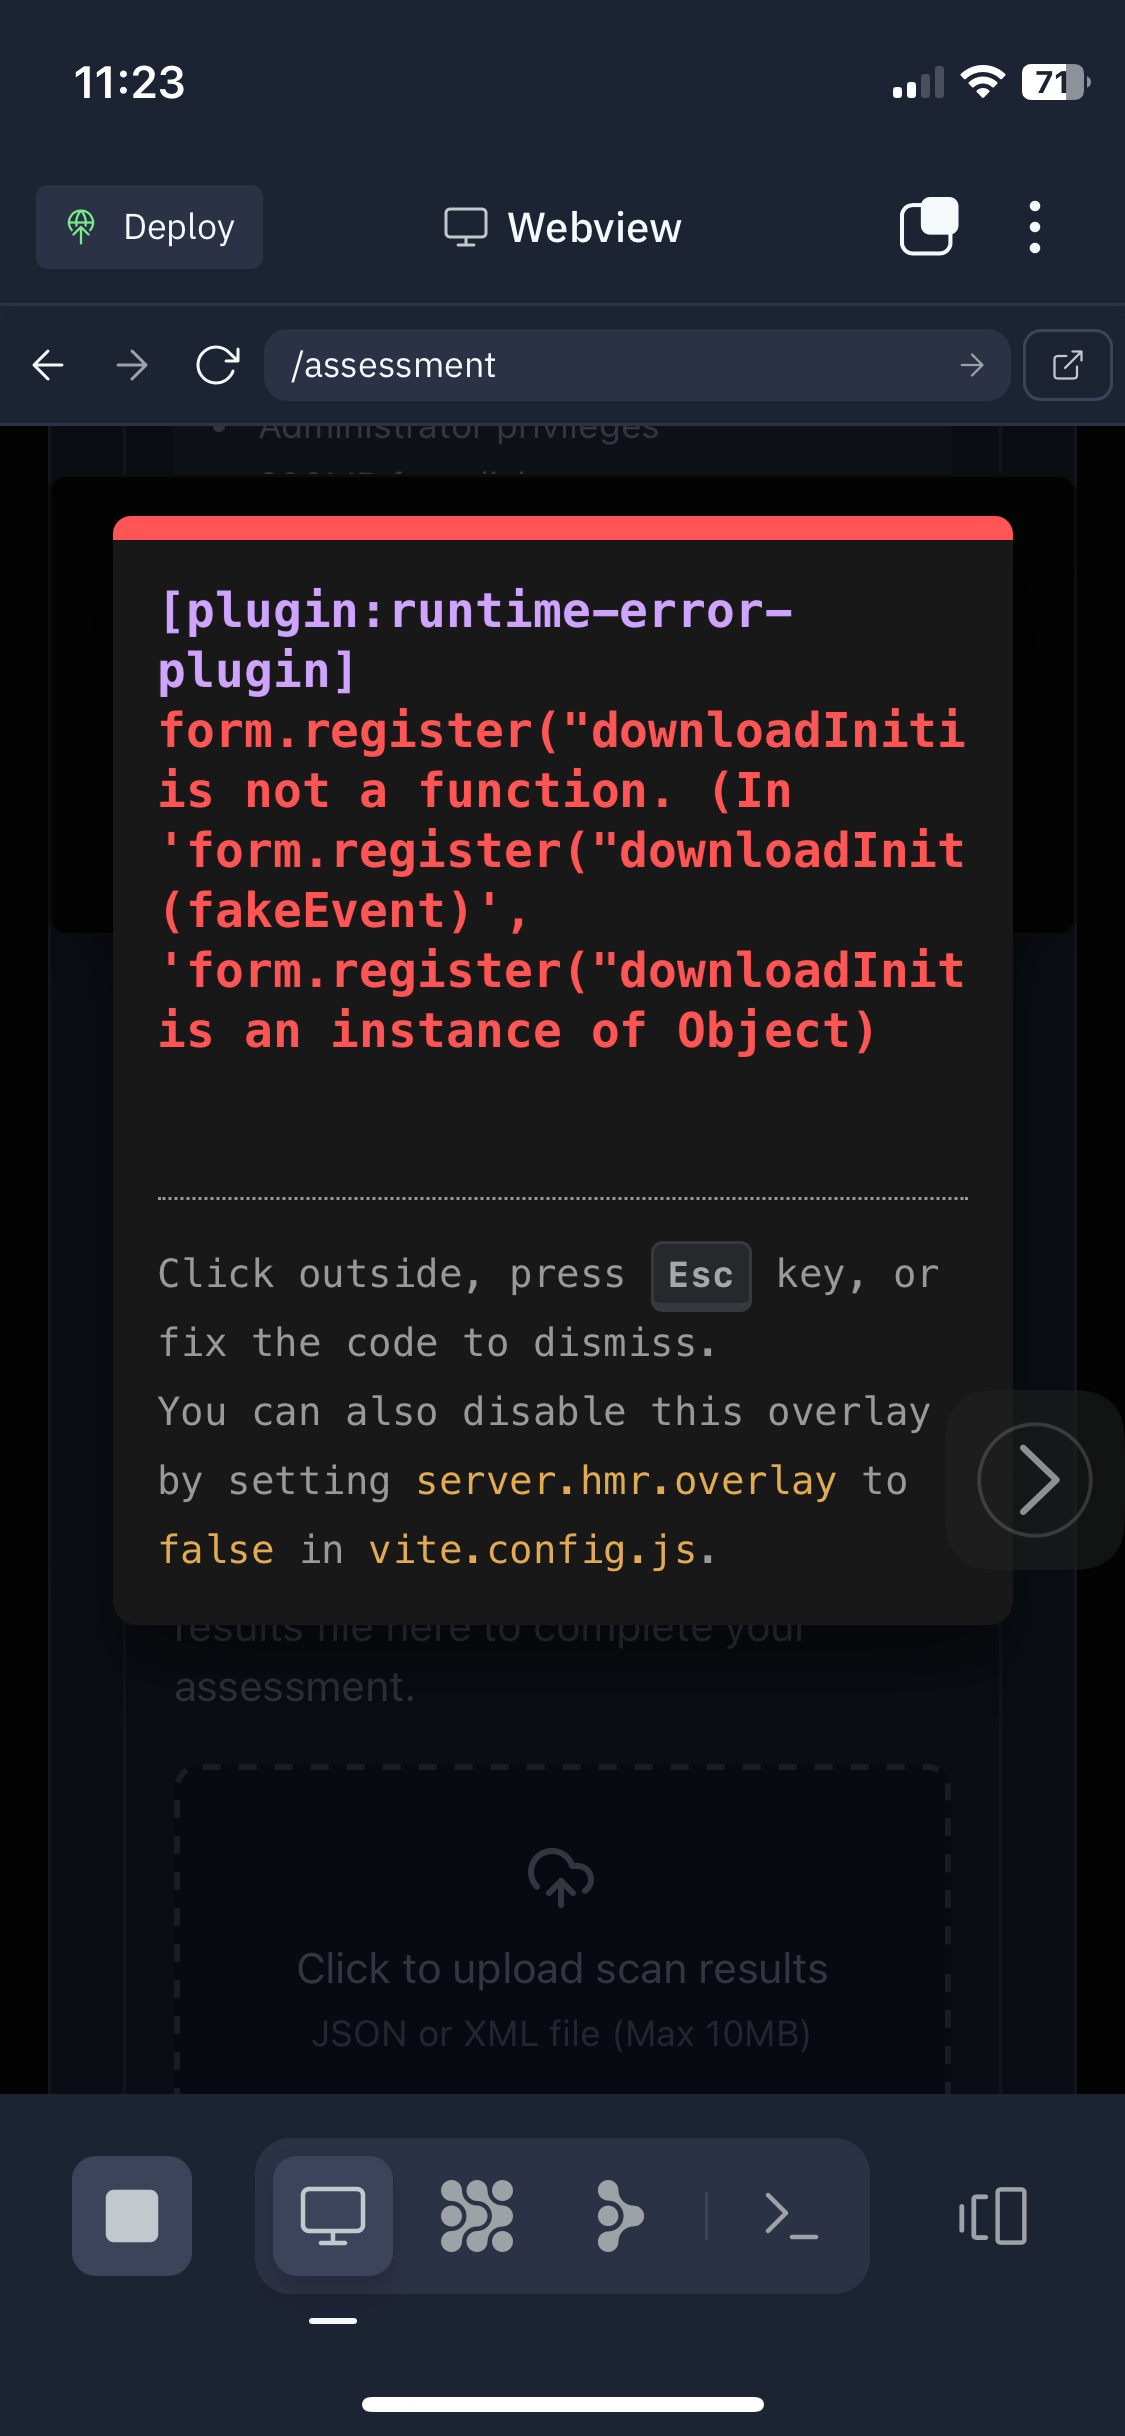 11:23
71
Deploy
Webview
/assessment
Administrator privileges
[plugin:runtime-error-
plugin]
form.register("downloadIniti
is not a function. (In
'form.register("downloadInit
(fakeEvent)',
'form.register("downloadInit
is an instance of Object)
Click outside, press Esc key, or
fix the code to dismiss.
You can also disable this overlay
by setting server.hmr.overlay to
false in vite.config.js.
results file here to complete your
assessment.
Click to upload scan results
JSON or XML file (Max 10MB)